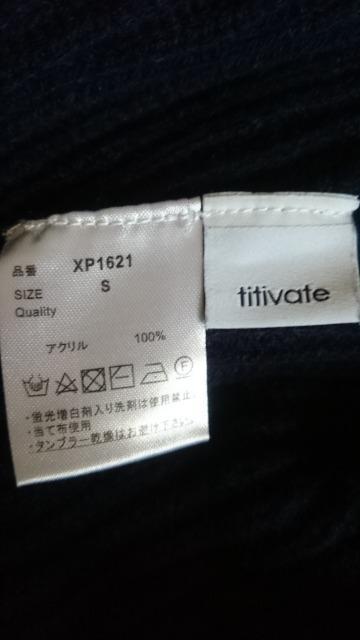 品番 XP1621
SIZE S
Quality
アクリル 100%
・蛍光増白剤入り洗剤は使用禁止.
・当て布使用
・タンブラー乾燥はお避け下さい.
titivate